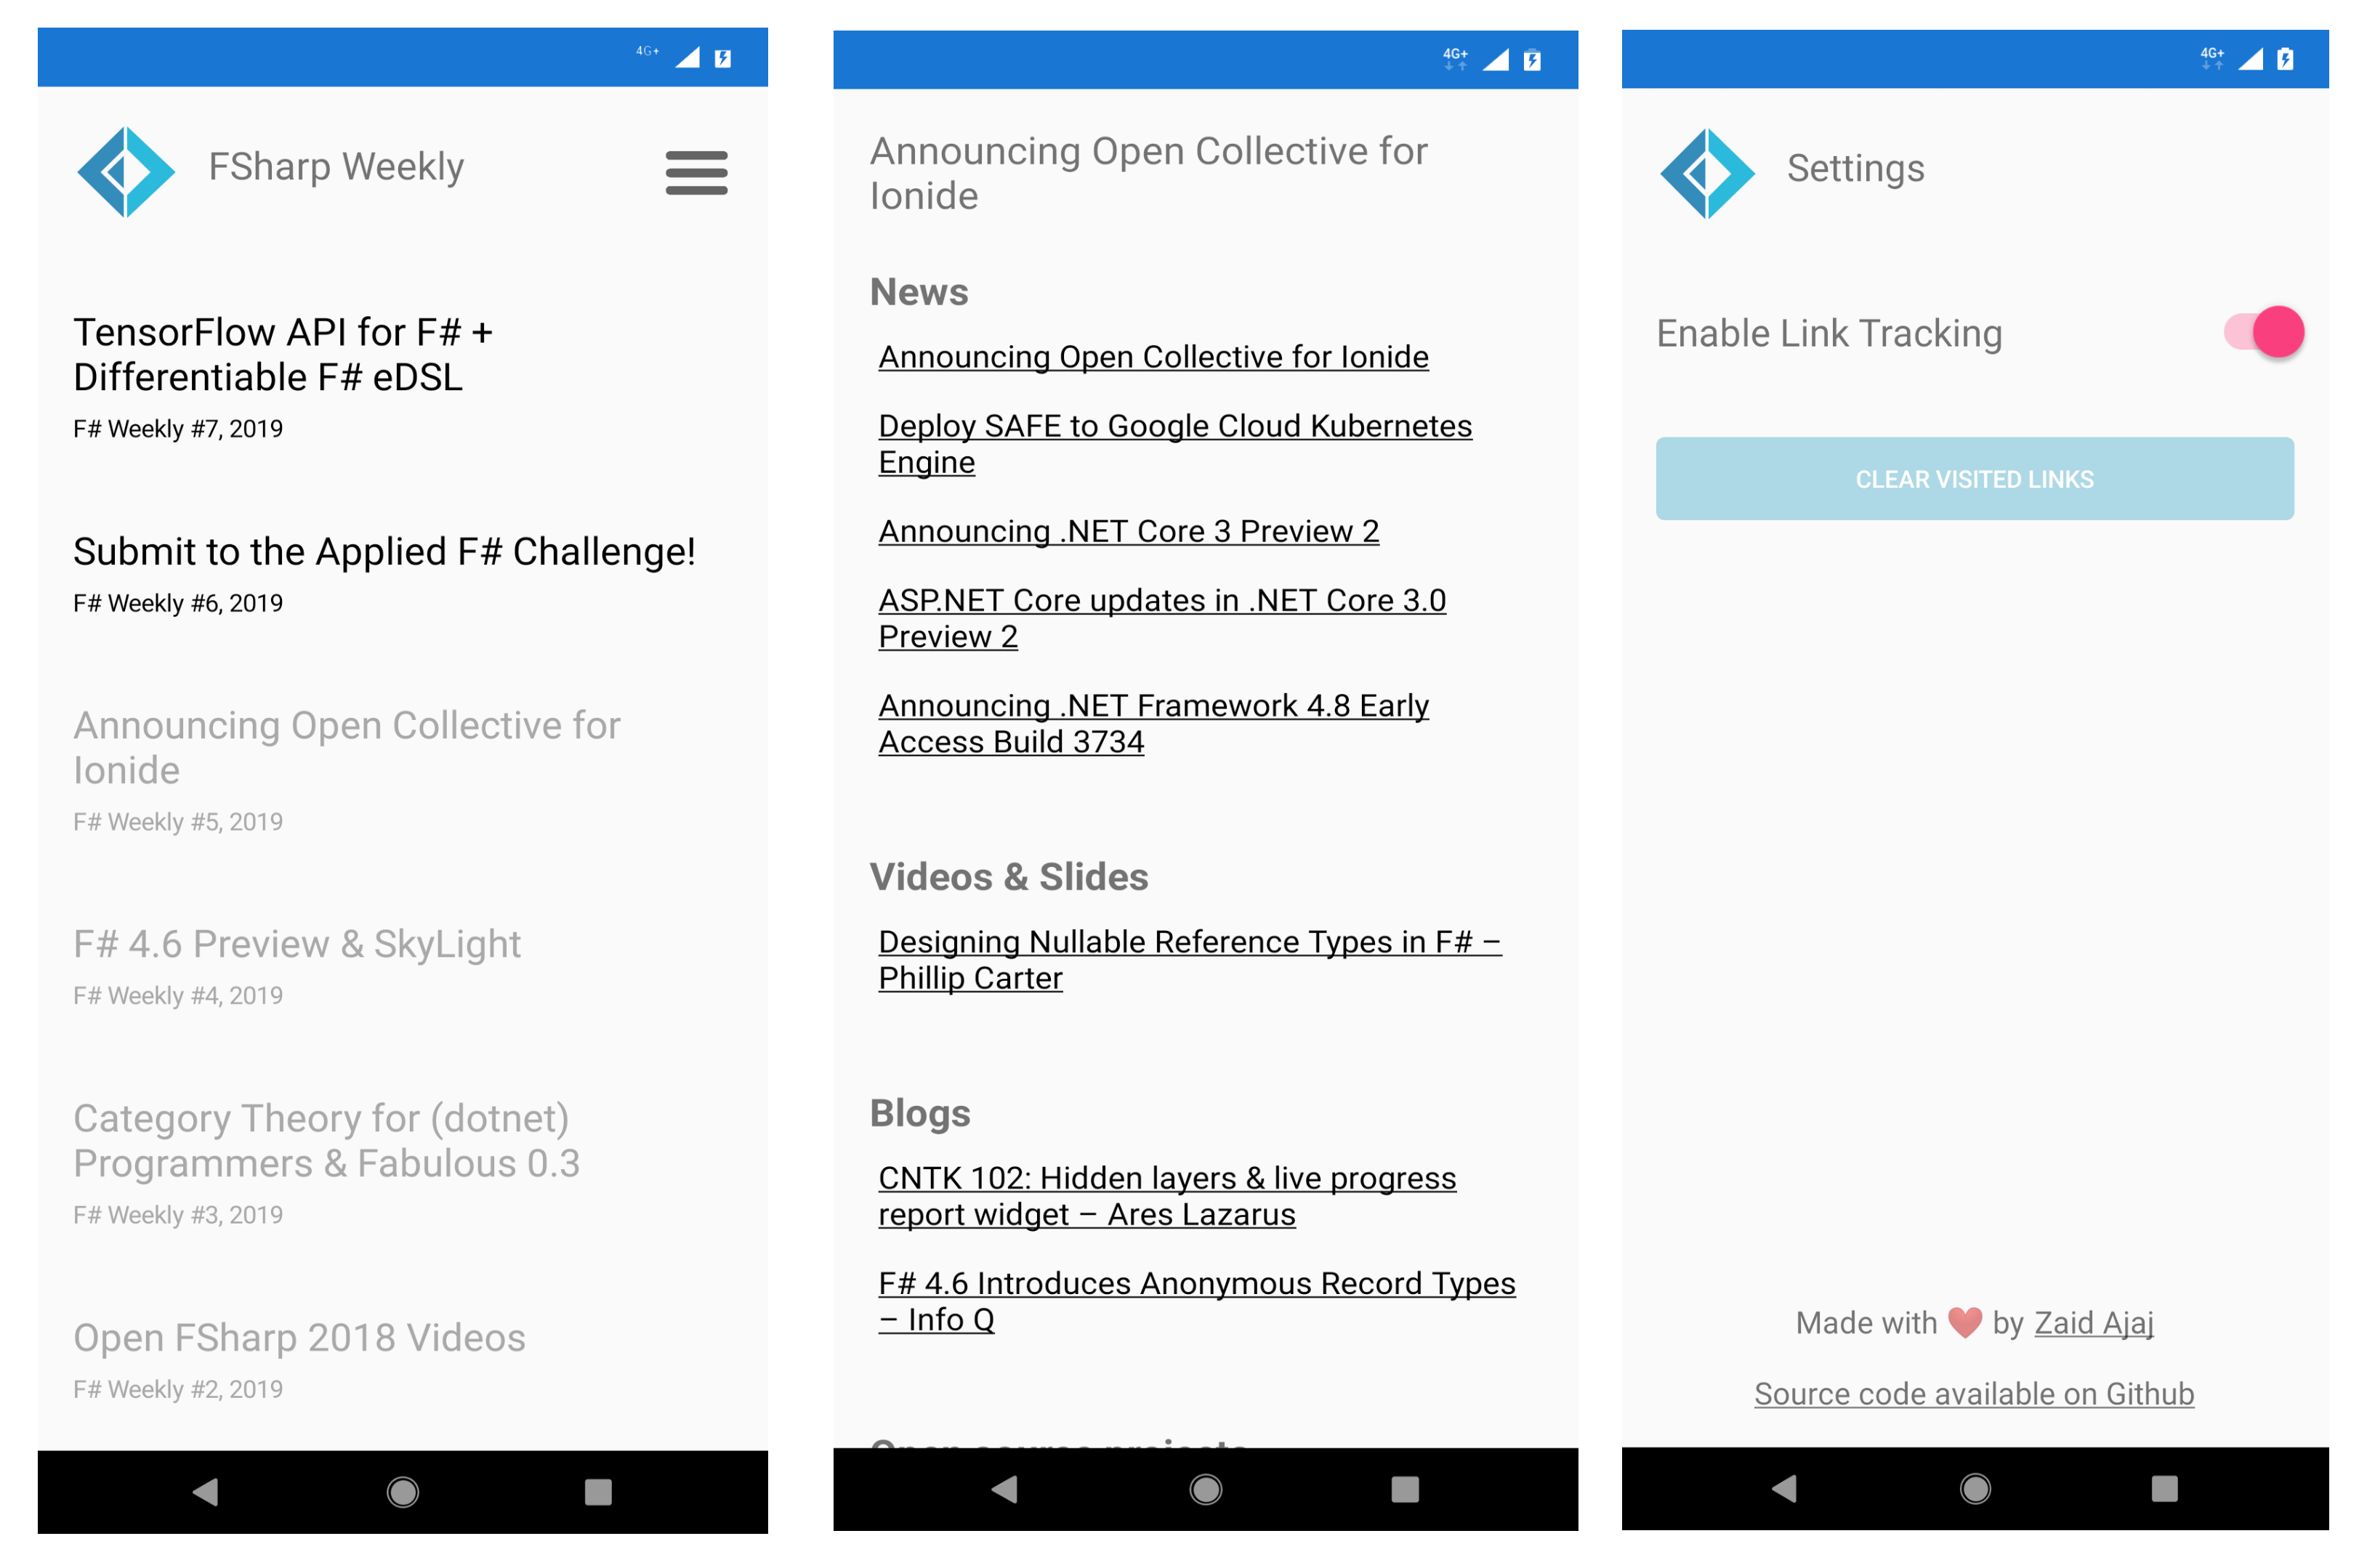 4G+
FSharp Weekly
TensorFlow API for F# +
Differentiable F# eDSL
F# Weekly #7, 2019
Submit to the Applied F# Challenge!
F# Weekly #6, 2019
Announcing Open Collective for
Ionide
F# Weekly #5, 2019
F# 4.6 Preview & SkyLight
F# Weekly #4, 2019
Category Theory for (dotnet)
Programmers & Fabulous 0.3
F# Weekly #3, 2019
Open FSharp 2018 Videos
F# Weekly #2, 2019
4G+
Announcing Open Collective for
Ionide
News
Announcing Open Collective for Ionide
Deploy SAFE to Google Cloud Kubernetes
Engine
Announcing .NET Core 3 Preview 2
ASP.NET Core updates in .NET Core 3.0
Preview 2
Announcing .NET Framework 4.8 Early
Access Build 3734
Videos & Slides
Designing Nullable Reference Types in F# –
Phillip Carter
Blogs
CNTK 102: Hidden layers & live progress
report widget – Ares Lazarus
F# 4.6 Introduces Anonymous Record Types
– Info Q
Open source projects
4G+
Settings
Enable Link Tracking
CLEAR VISITED LINKS
Made with ❤ by Zaid Ajaj
Source code available on Github